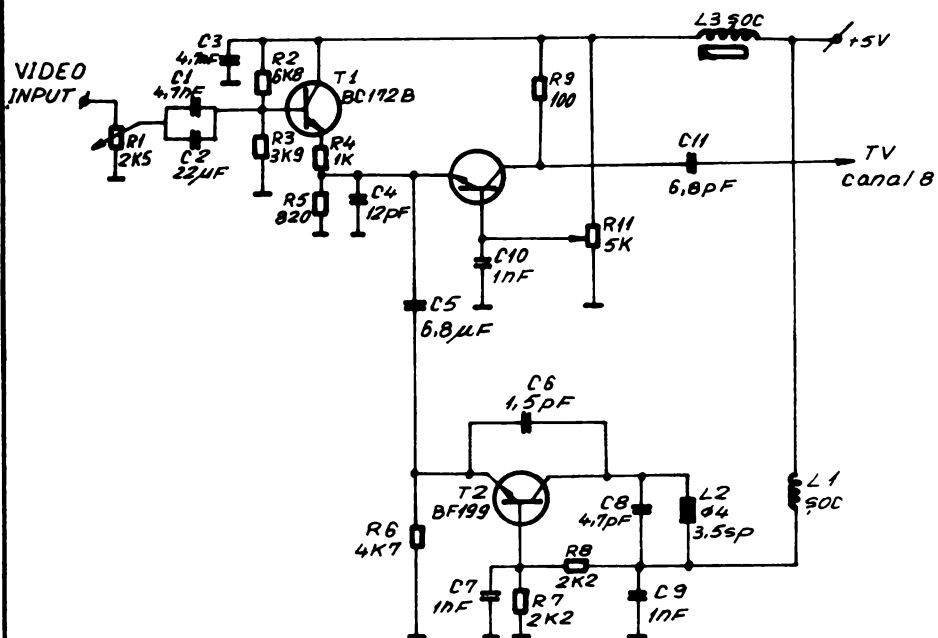 L3 ȘOC
+5V
C3
4,7nF
R2
6K8
T1
BC172B
R9
100
VIDEO
INPUT
C1
4,7nF
R1
2K5
C2
22µF
R3
3K9
R4
1K
C11
6,8pF
TV
canal 8
R5
820
C4
12pF
R11
5K
C10
1nF
C5
6,8µF
C6
1,5pF
L1
ȘOC
T2
BF199
C8
4,7pF
L2
ø4
3,5sp
R6
4K7
R8
2K2
C7
1nF
R7
2K2
C9
1nF